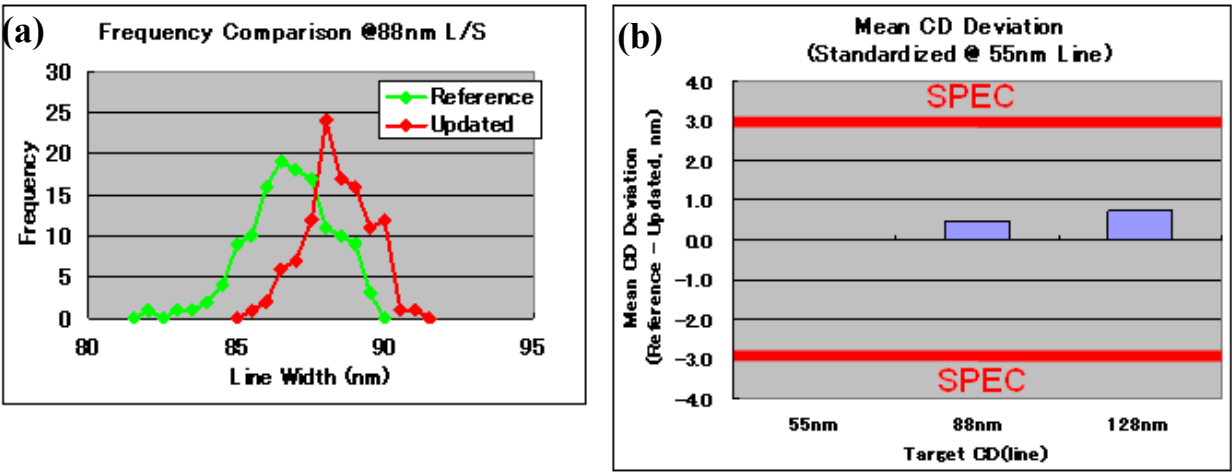 (a)
Frequency Comparison @88nm L/S
30
25
20
15
10
5
0
Frequency
Reference
Updated
80
85
90
95
Line Width (nm)
(b)
Mean CD Deviation
(Standardized @ 55nm Line)
4.0
3.0
2.0
1.0
0.0
-1.0
-2.0
-3.0
-4.0
Mean CD Deviation
(Reference - Updated, nm)
SPEC
SPEC
55nm
88nm
128nm
Target CD(line)